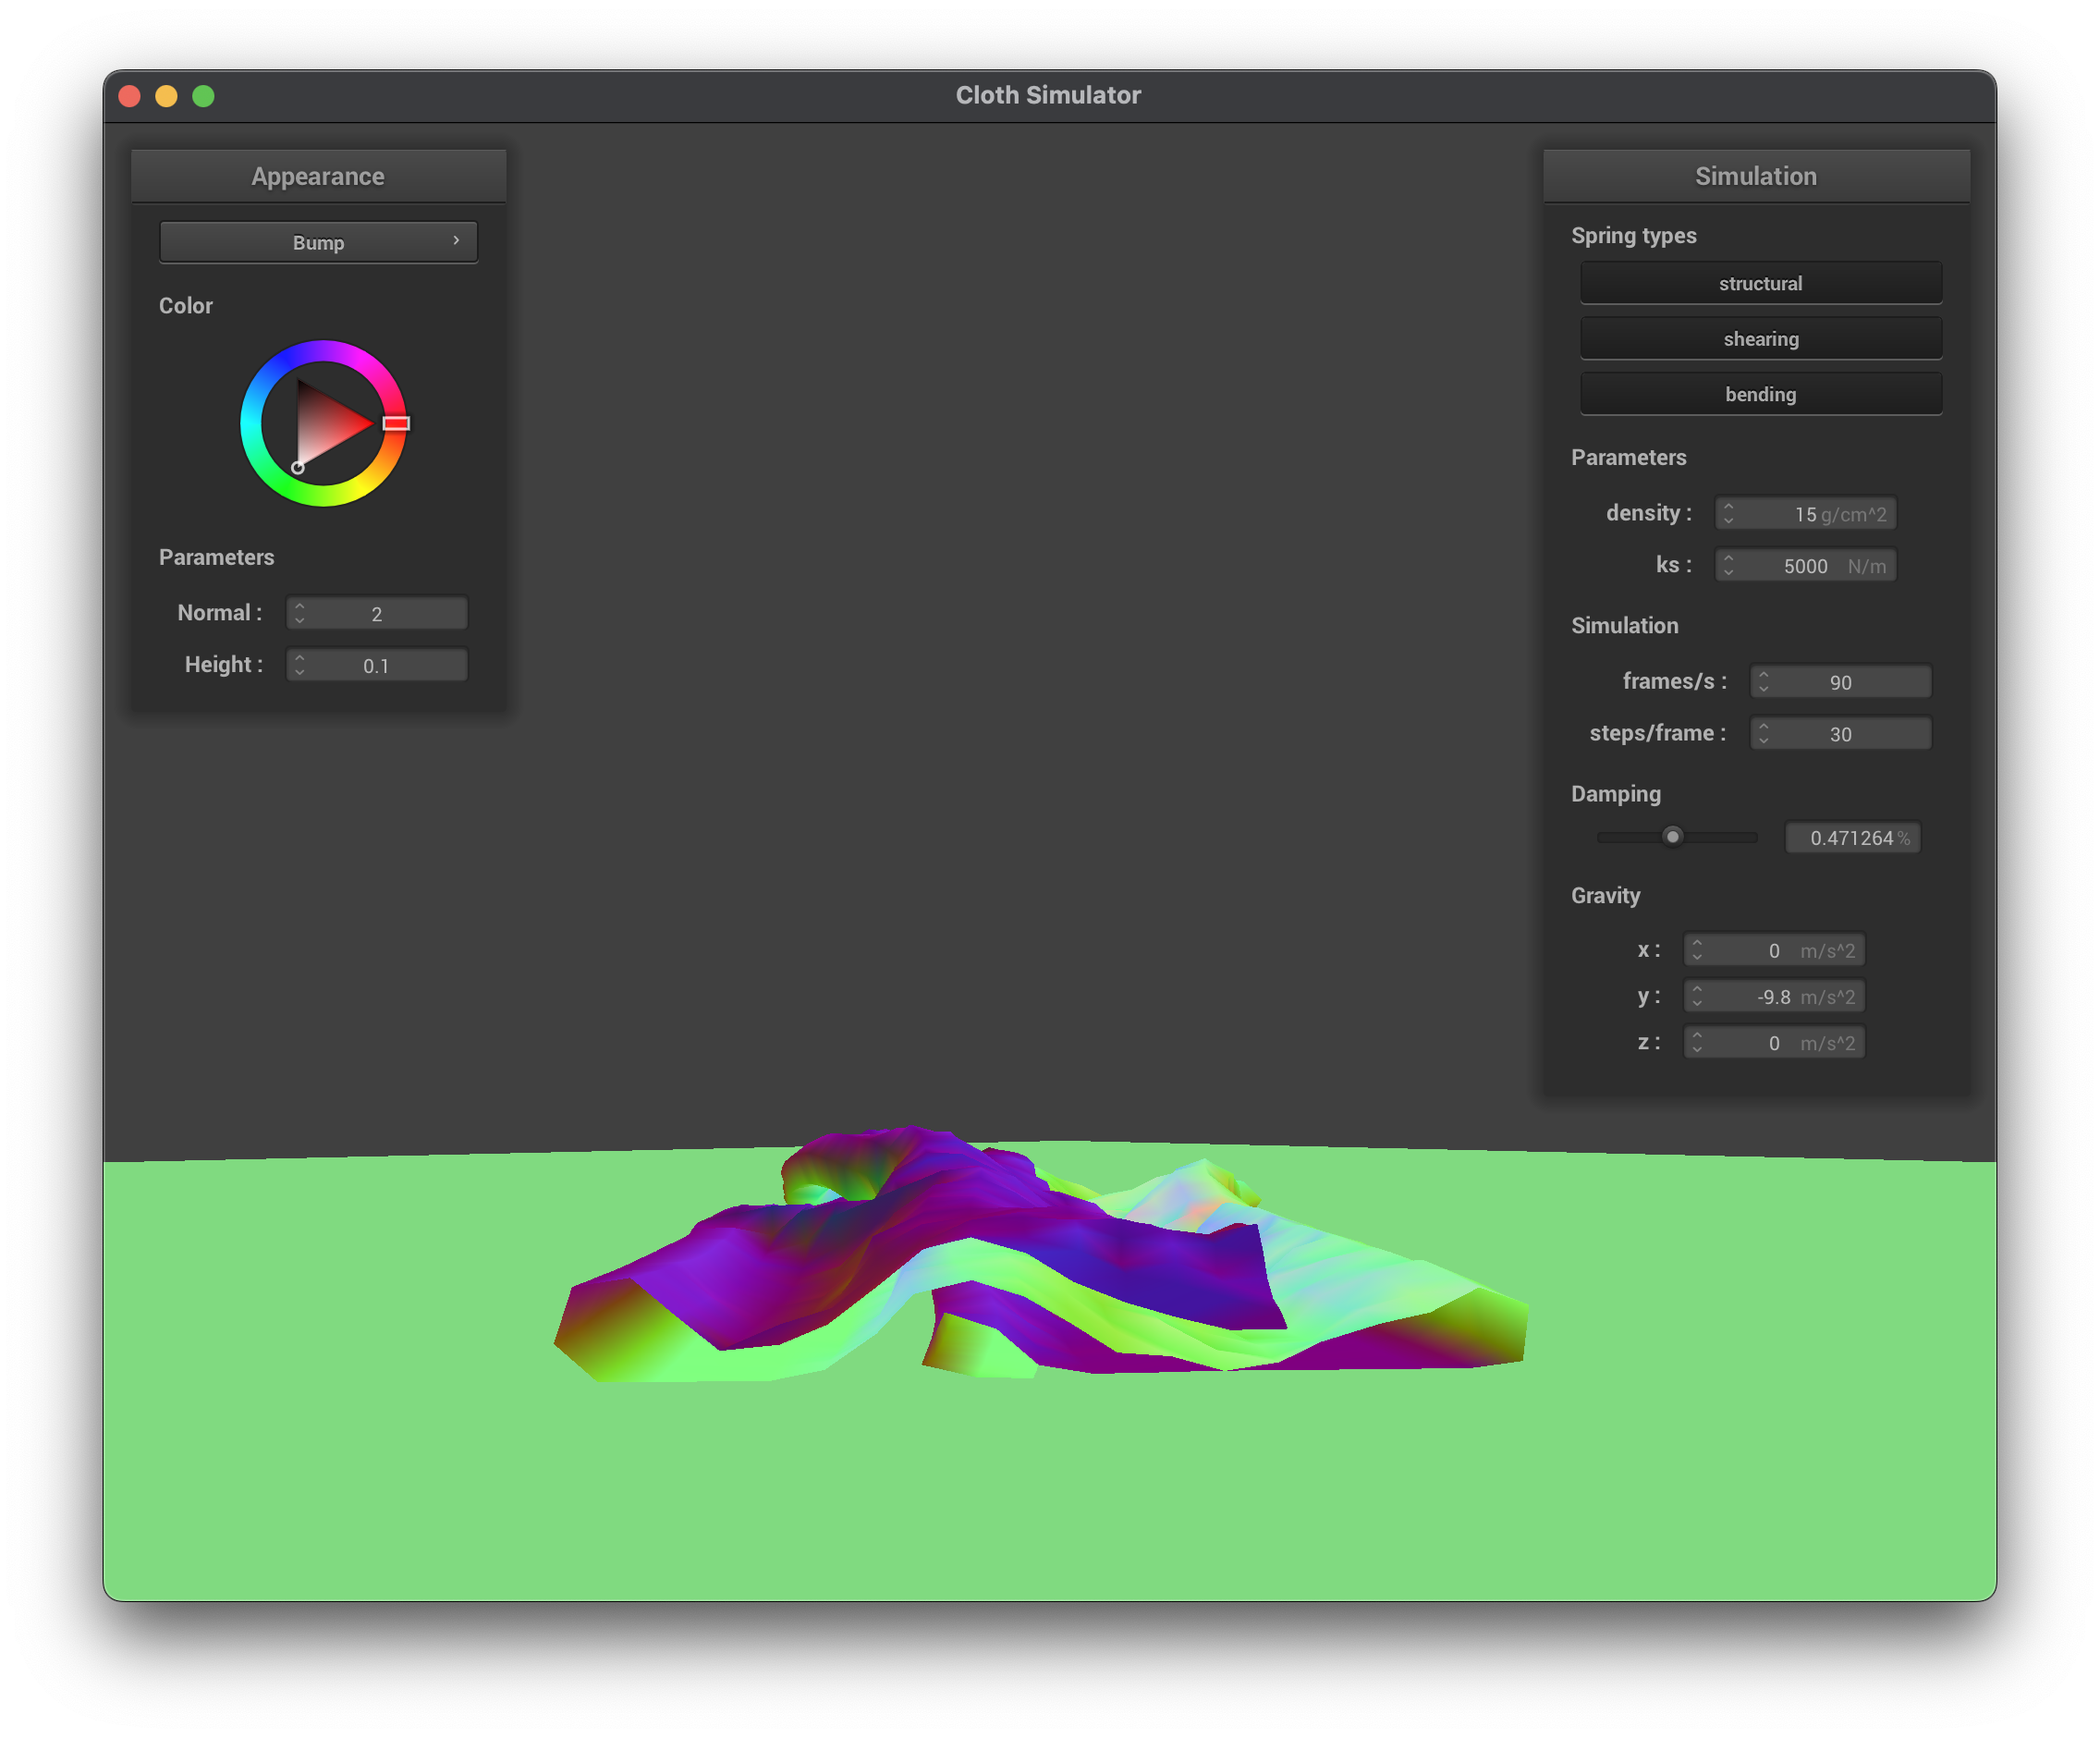 Cloth Simulator
Appearance
Bump
Color
Parameters
Normal : 2
Height : 0.1
Simulation
Spring types
structural
shearing
bending
Parameters
density : 15 g/cm^2
ks : 5000 N/m
Simulation
frames/s : 90
steps/frame : 30
Damping
0.471264 %
Gravity
x : 0 m/s^2
y : -9.8 m/s^2
z : 0 m/s^2